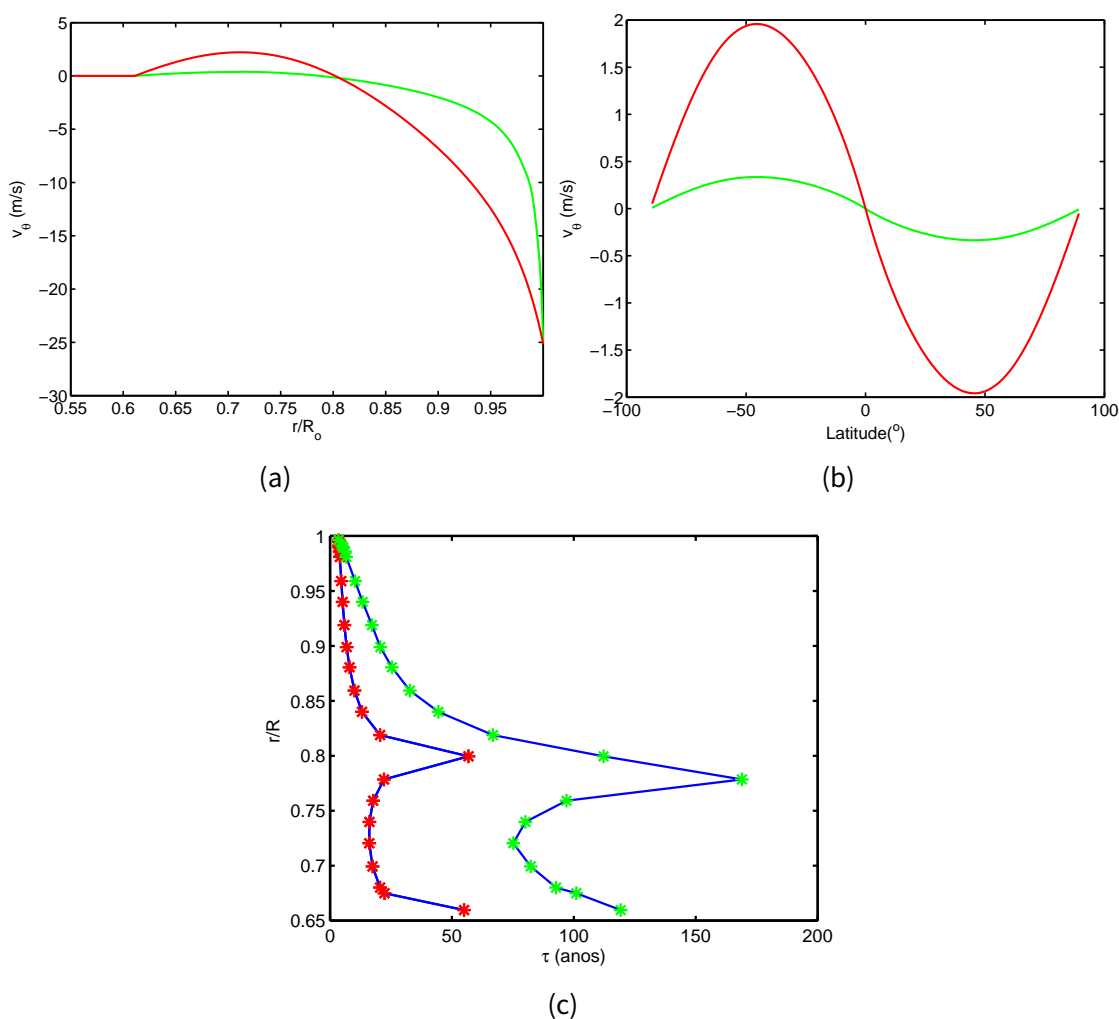 5
0
−5
−10
−15
−20
−25
−30
v_θ (m/s)
0.55 0.6 0.65 0.7 0.75 0.8 0.85 0.9 0.95
r/R_o
(a)
2
1.5
1
0.5
0
−0.5
−1
−1.5
−2
v_θ (m/s)
−100 −50 0 50 100
Latitude(°)
(b)
1
0.95
0.9
0.85
0.8
0.75
0.7
0.65
r/R
0 50 100 150 200
τ (anos)
(c)